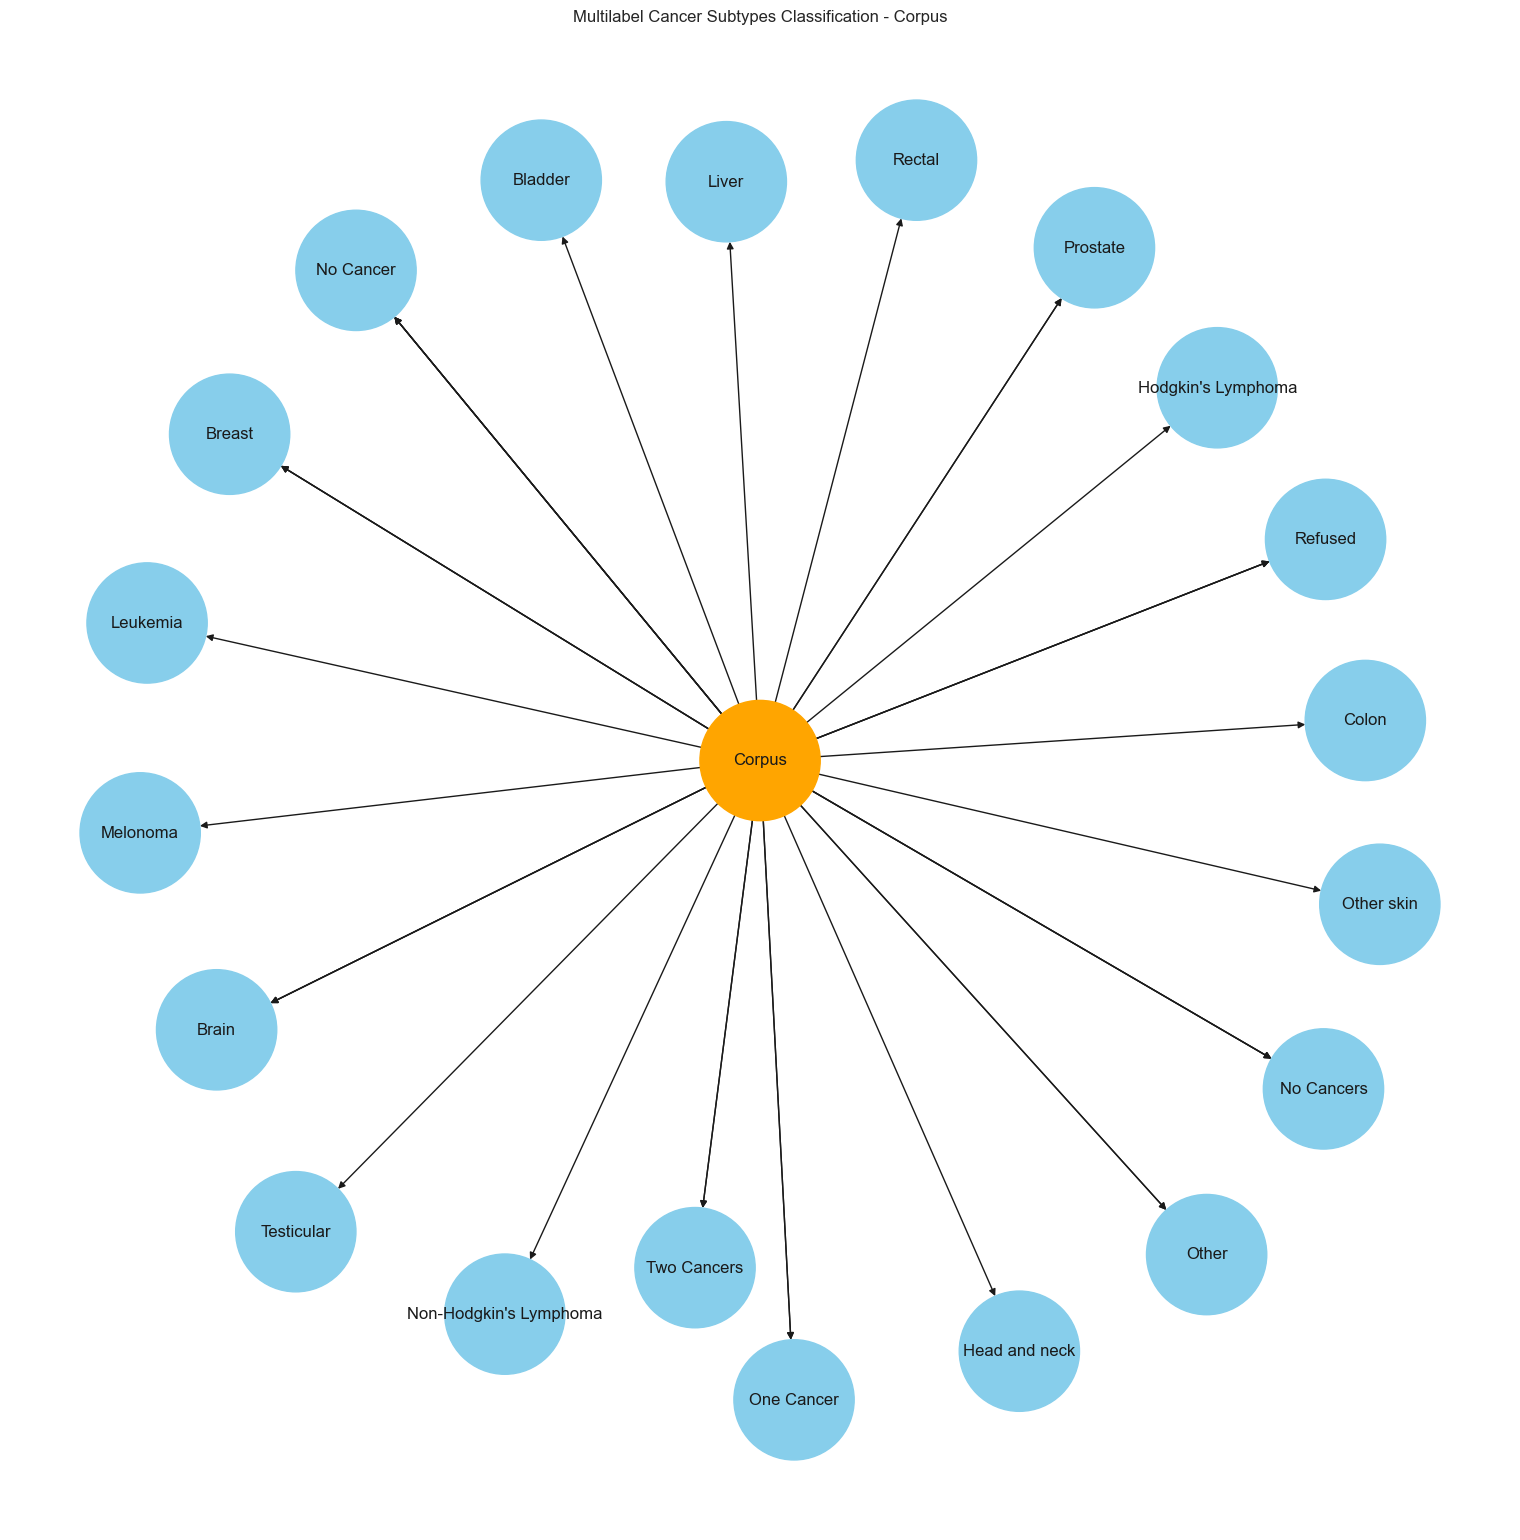 Multilabel Cancer Subtypes Classification - Corpus
Rectal
Bladder
Liver
Prostate
No Cancer
Hodgkin's Lymphoma
Breast
Refused
Leukemia
Colon
Corpus
Melonoma
Other skin
Brain
No Cancers
Testicular
Other
Two Cancers
Non-Hodgkin's Lymphoma
Head and neck
One Cancer